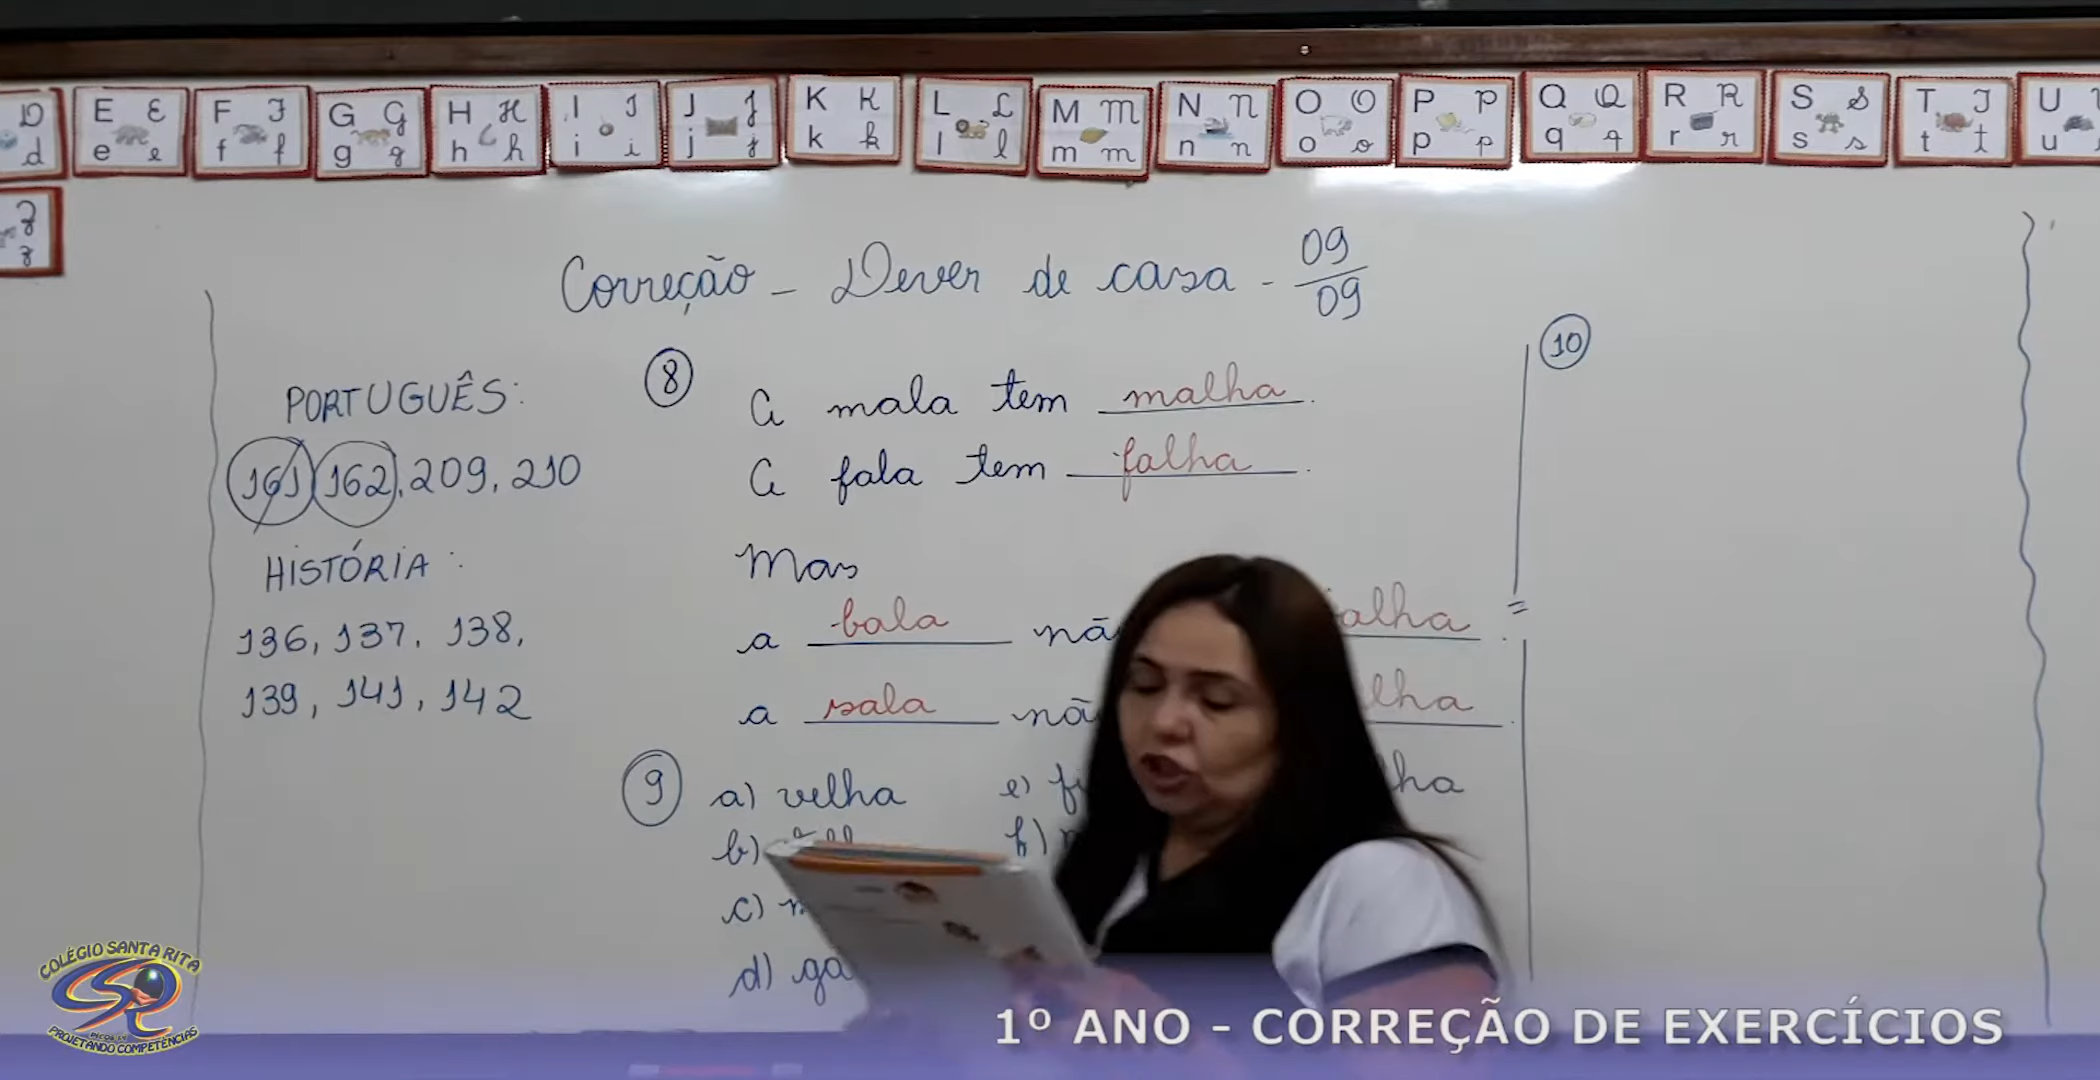 D
d
E E
e e
F F
f f
G G
g g
H H
h h
I I
i i
J J
j j
K K
k k
L L
l l
M M
m m
N N
n n
O O
o o
P P
p p
Q Q
q q
R R
r r
S S
s s
T T
t t
U
u
Z
z
Correção - Dever de casa - 09/09
PORTUGUÊS:
161, 162, 209, 210
HISTÓRIA:
136, 137, 138,
139, 141, 142
8
A mala tem malha.
A fala tem falha.
Mas
a bala
a sala
9 a) velha
b)
c)
d)
e)
10
COLÉGIO SANTA RITA
PROJETANDO COMPETÊNCIAS
1º ANO - CORREÇÃO DE EXERCÍCIOS